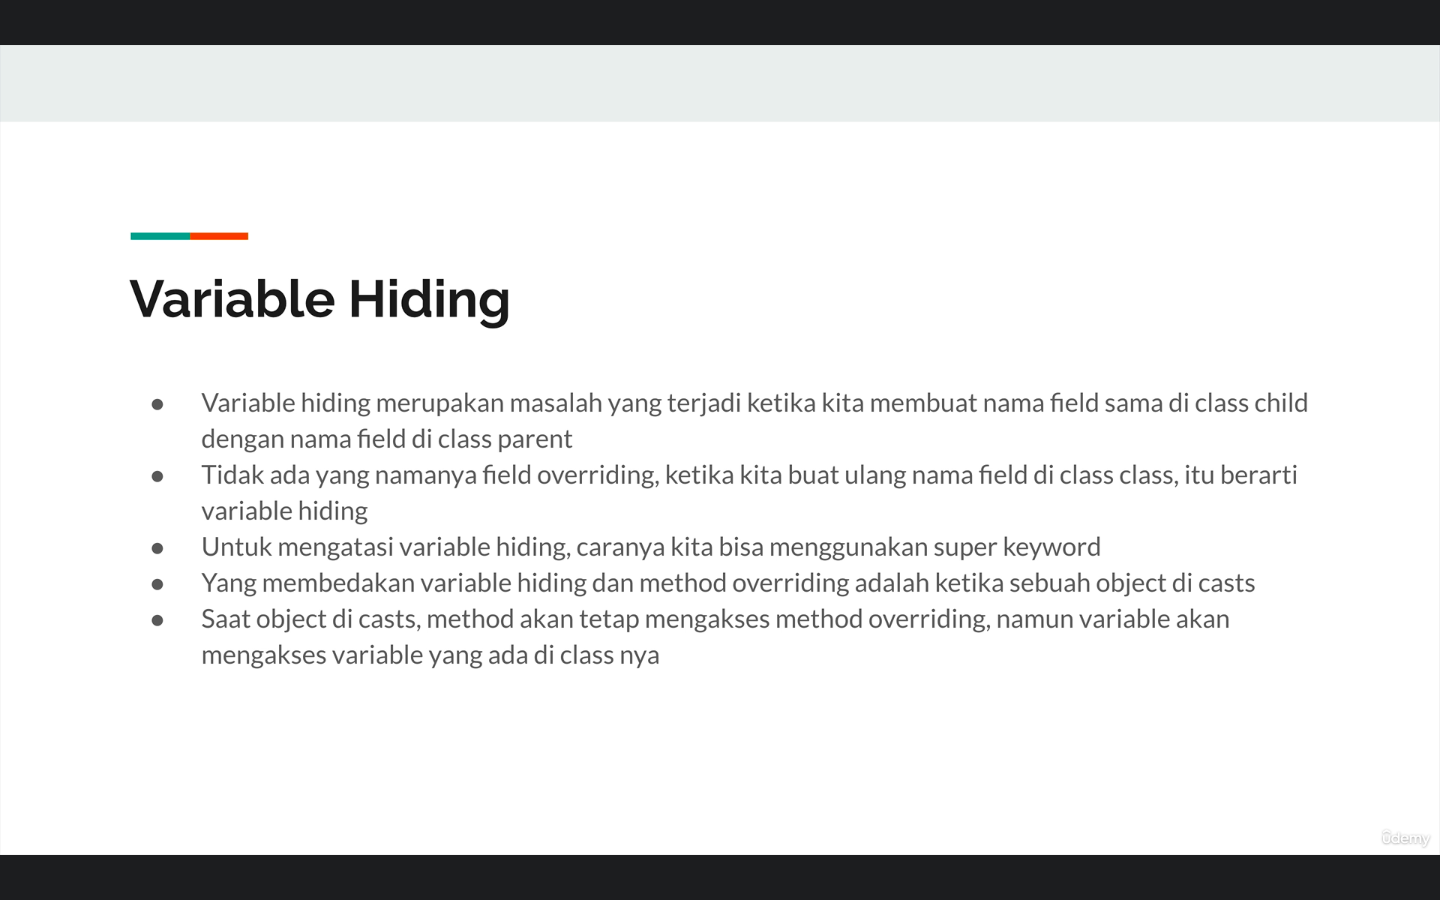 Variable Hiding
● Variable hiding merupakan masalah yang terjadi ketika kita membuat nama field sama di class child
dengan nama field di class parent
● Tidak ada yang namanya field overriding, ketika kita buat ulang nama field di class class, itu berarti
variable hiding
● Untuk mengatasi variable hiding, caranya kita bisa menggunakan super keyword
● Yang membedakan variable hiding dan method overriding adalah ketika sebuah object di casts
● Saat object di casts, method akan tetap mengakses method overriding, namun variable akan
mengakses variable yang ada di class nya
ûdemy